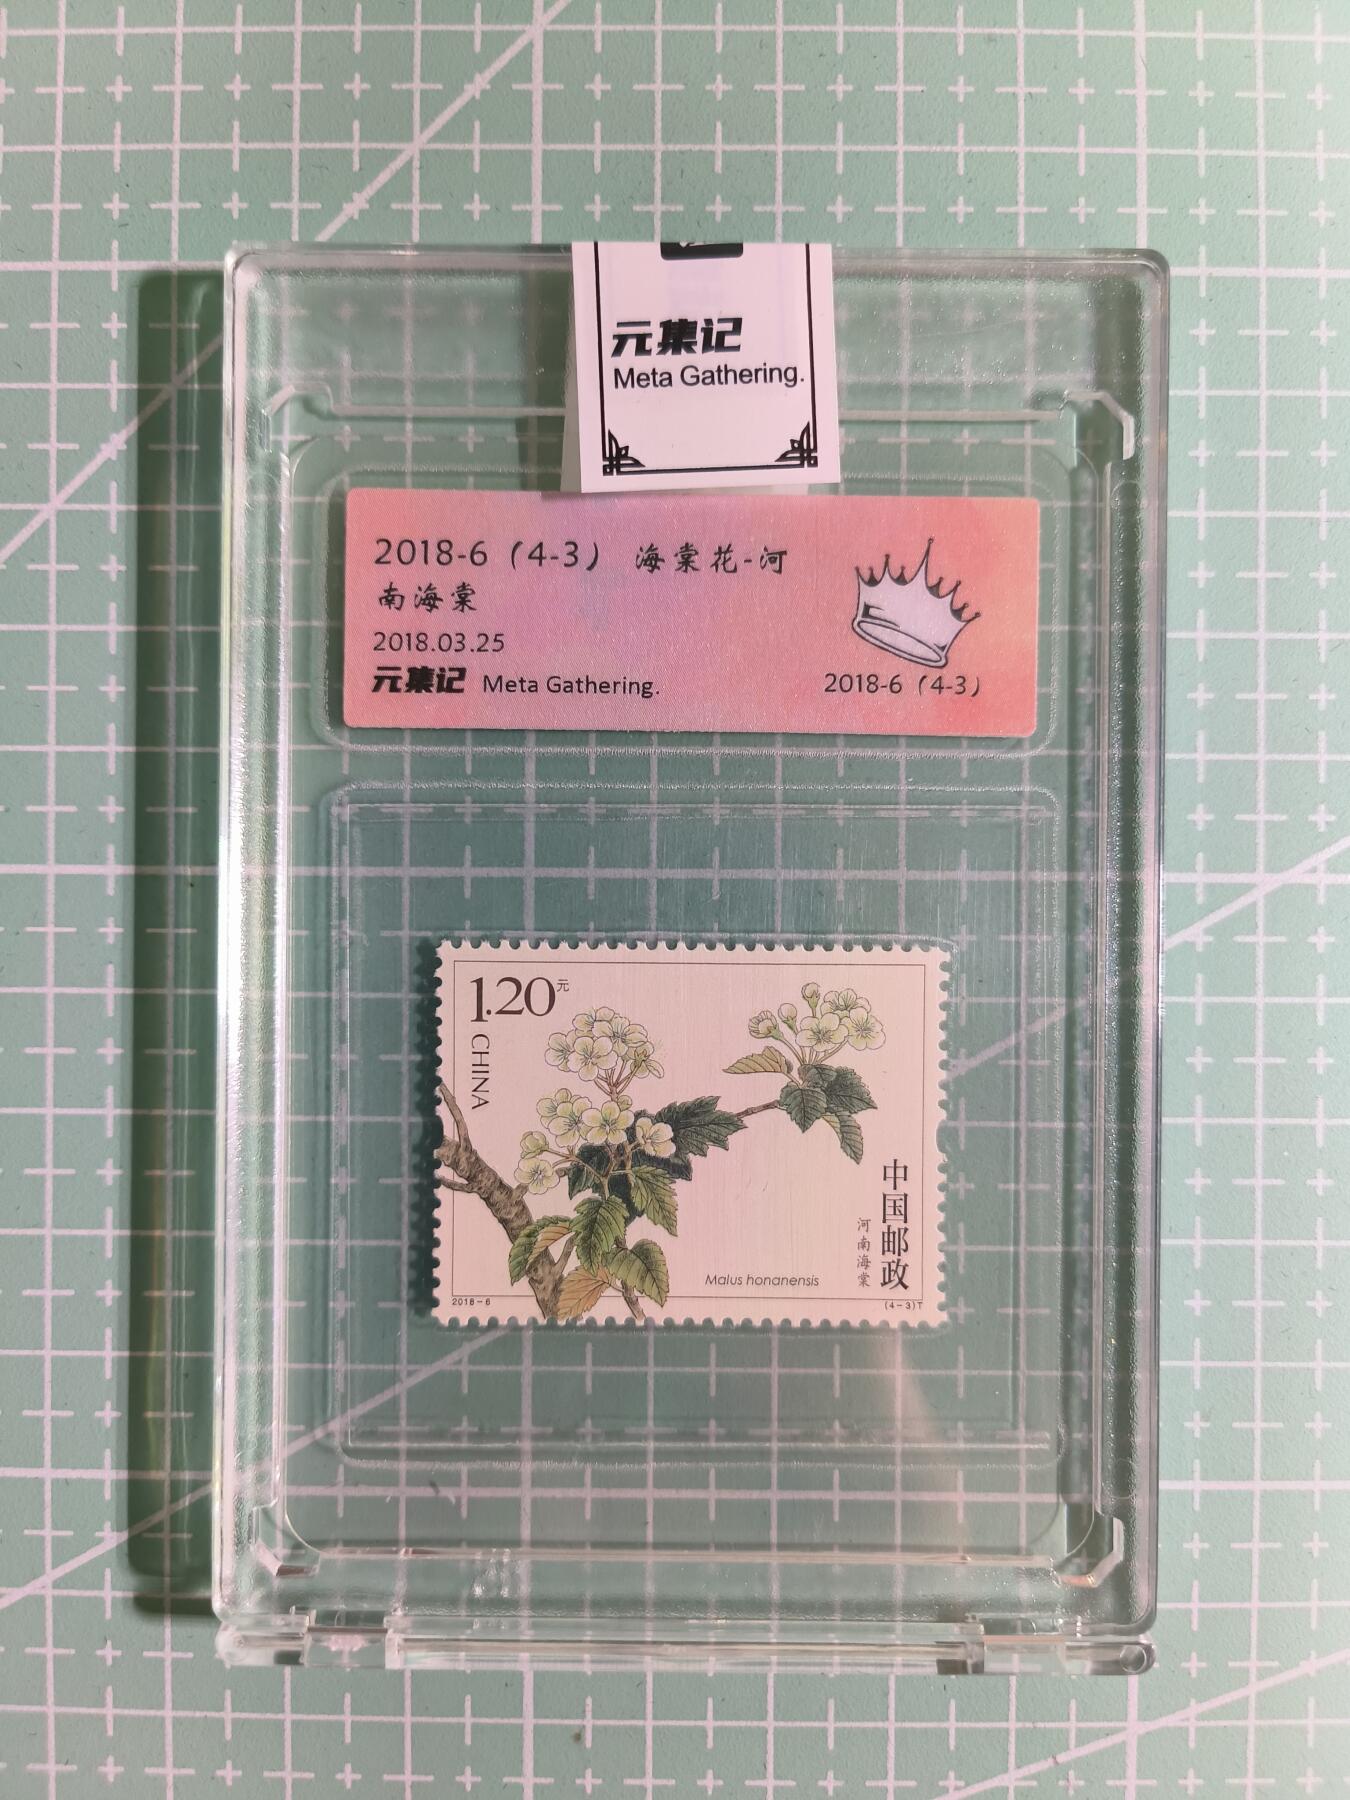 元集记
Meta Gathering.
2018-6（4-3） 海棠花-河
南海棠
2018.03.25
元集记 Meta Gathering.
2018-6（4-3）
1.20元
CHINA
中国邮政
河南海棠
Malus honanensis
2018-6
(4-3)T